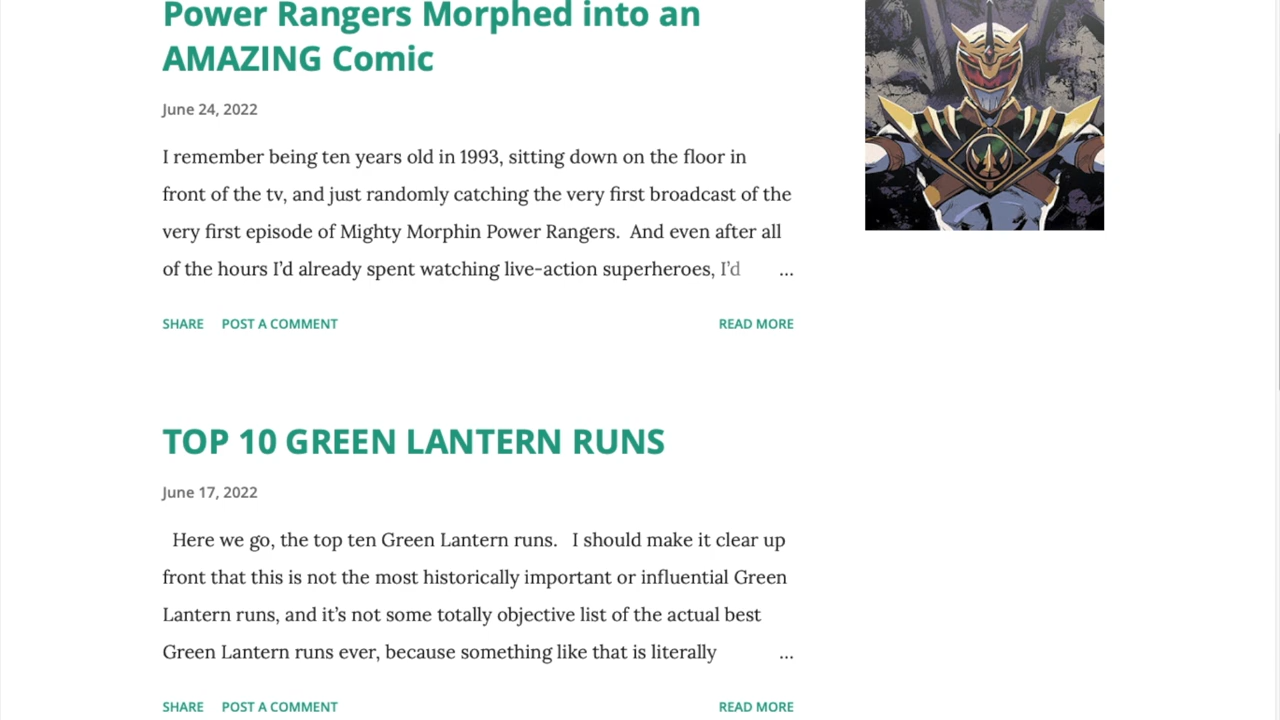 Power Rangers Morphed into an
AMAZING Comic
June 24, 2022
I remember being ten years old in 1993, sitting down on the floor in
front of the tv, and just randomly catching the very first broadcast of the
very first episode of Mighty Morphin Power Rangers.  And even after all
of the hours I’d already spent watching live-action superheroes, I’d ...
SHARE POST A COMMENT READ MORE
TOP 10 GREEN LANTERN RUNS
June 17, 2022
Here we go, the top ten Green Lantern runs.   I should make it clear up
front that this is not the most historically important or influential Green
Lantern runs, and it’s not some totally objective list of the actual best
Green Lantern runs ever, because something like that is literally ...
SHARE POST A COMMENT READ MORE